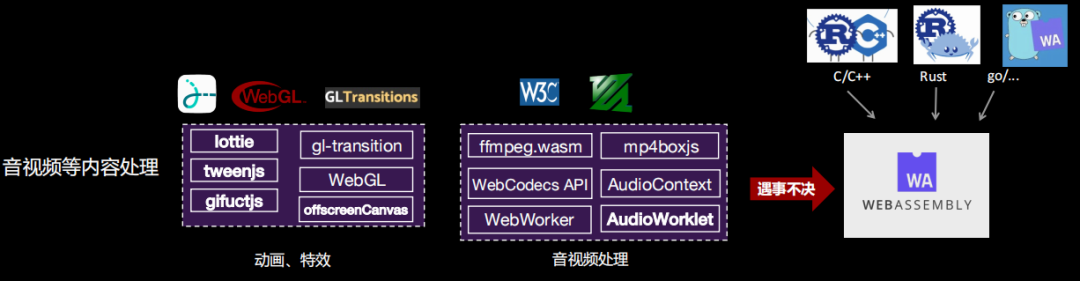 音视频等内容处理
WebGL
GLTransitions
lottie
tweenjs
gifuctjs
gl-transition
WebGL
offscreenCanvas
动画、特效
W3C
ffmpeg.wasm
mp4boxjs
WebCodecs API
AudioContext
WebWorker
AudioWorklet
音视频处理
遇事不决
R
C++
R
WA
C/C++
Rust
go/...
WA
WEBASSEMBLY